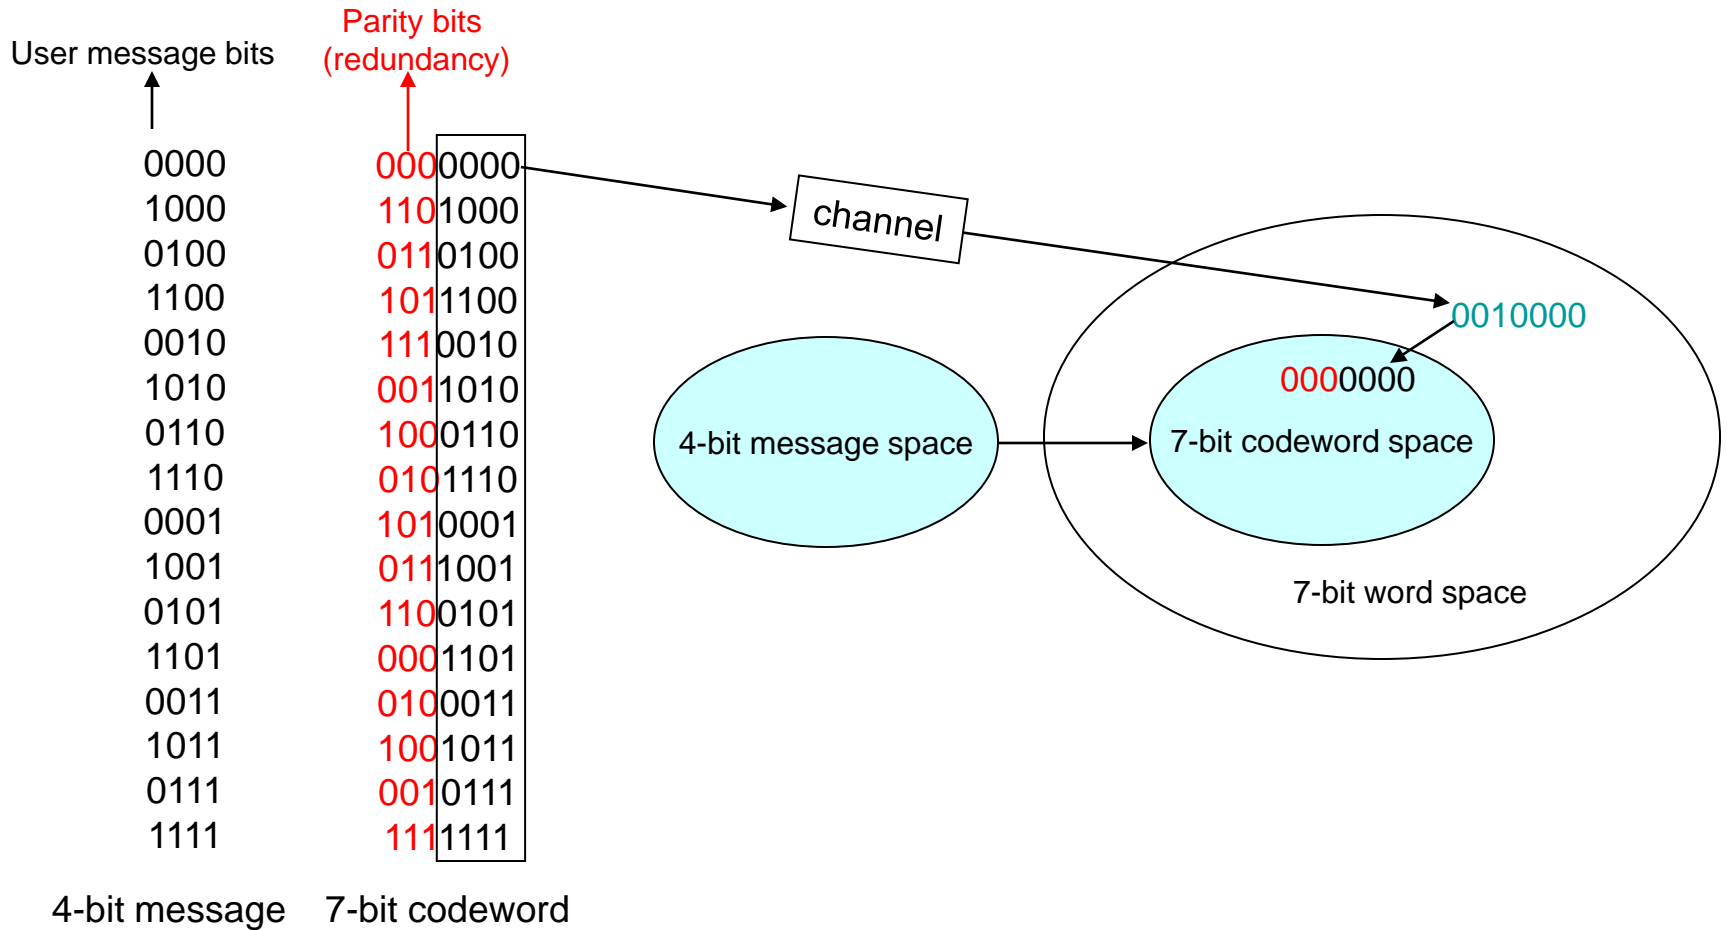 User message bits
Parity bits
(redundancy)
0000 0000000
1000 1101000
0100 0110100
1100 1011100
0010 1110010
1010 0011010
0110 1000110
1110 0101110
0001 1010001
1001 0111001
0101 1100101
1101 0001101
0011 0100011
1011 1001011
0111 0010111
1111 1111111
4-bit message 7-bit codeword
channel
0010000
0000000
4-bit message space
7-bit codeword space
7-bit word space